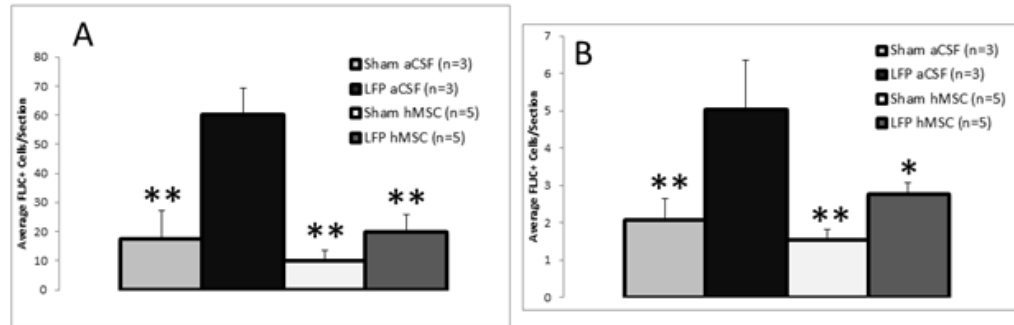 A
Average FLJC+ Cells/Section
80
70
60
50
40
30
20
10
0
Sham aCSF (n=3)
LFP aCSF (n=3)
Sham hMSC (n=5)
LFP hMSC (n=5)
**
**
**
B
Average FLJC+ Cells/Section
7
6
5
4
3
2
1
0
Sham aCSF (n=3)
LFP aCSF (n=3)
Sham hMSC (n=5)
LFP hMSC (n=5)
**
**
*